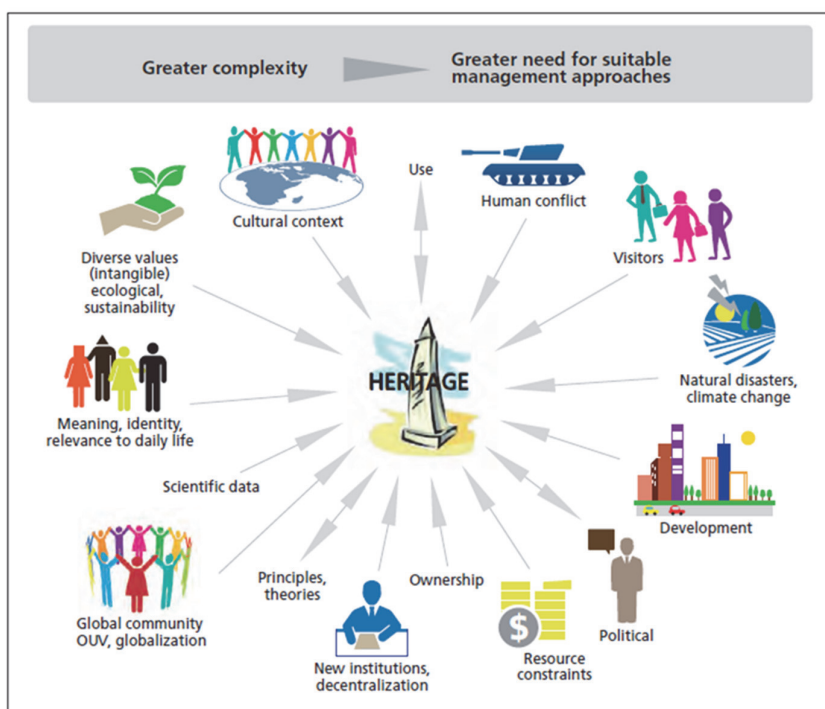 Greater complexity
Greater need for suitable
management approaches
Cultural context
Use
Human conflict
Visitors
Diverse values
(intangible)
ecological,
sustainability
HERITAGE
Natural disasters,
climate change
Meaning, identity,
relevance to daily life
Scientific data
Development
Global community
OUV, globalization
Principles,
theories
Ownership
New institutions,
decentralization
$
Resource
constraints
Political